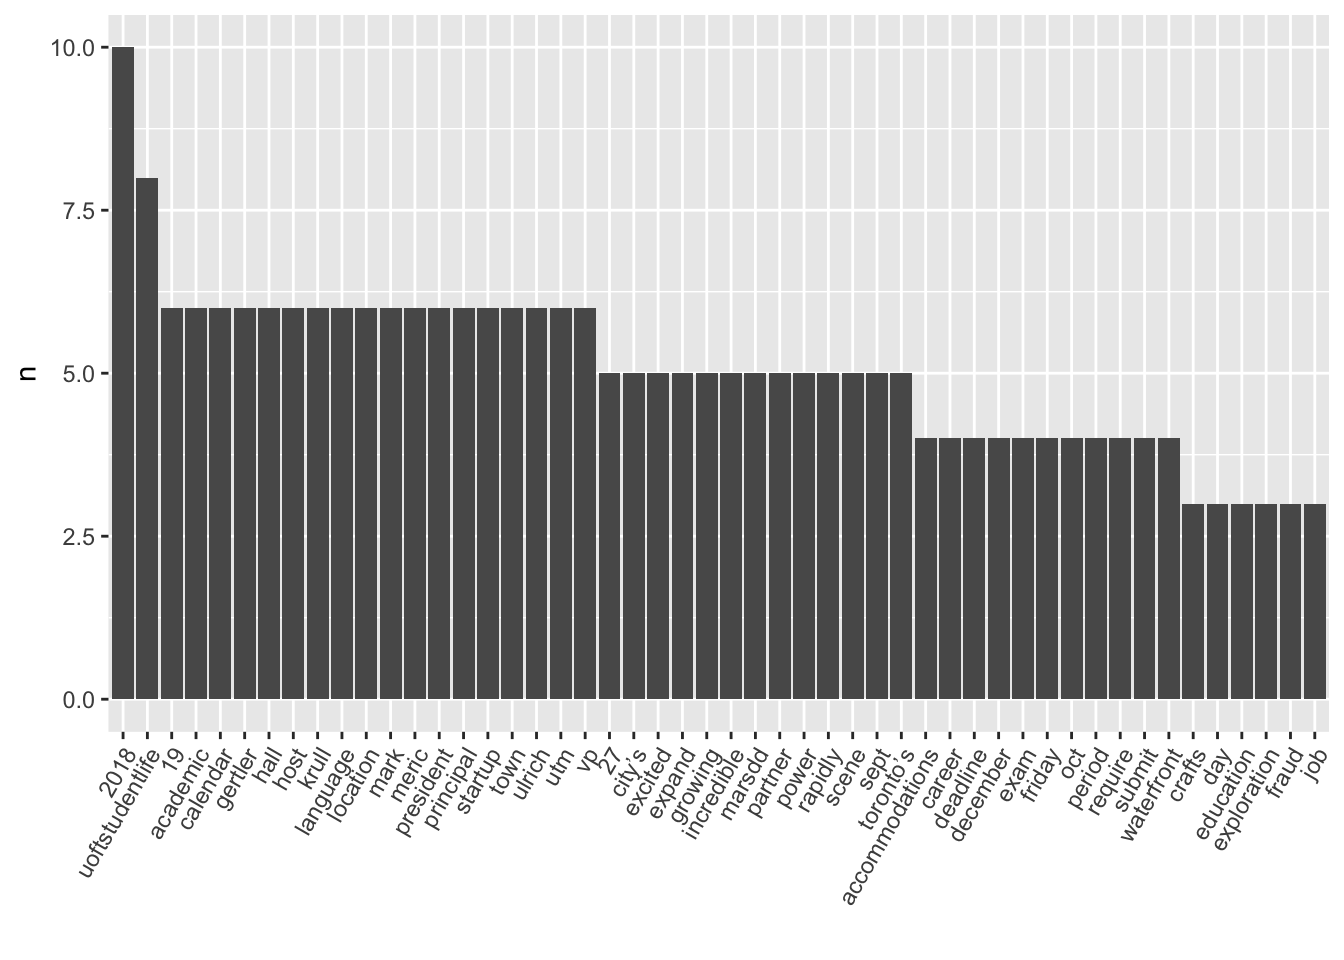 10.0
7.5
5.0
2.5
0.0
n
2018
uoftstudentlife
19
academic
calendar
gertler
hall
host
krull
language
location
mark
meric
president
principal
startup
town
ulrich
utm
vp
27
city’s
excited
expand
growing
incredible
marsdd
partner
power
rapidly
scene
sept
toronto’s
accommodations
career
deadline
december
exam
friday
oct
period
require
submit
waterfront
crafts
day
education
exploration
fraud
job